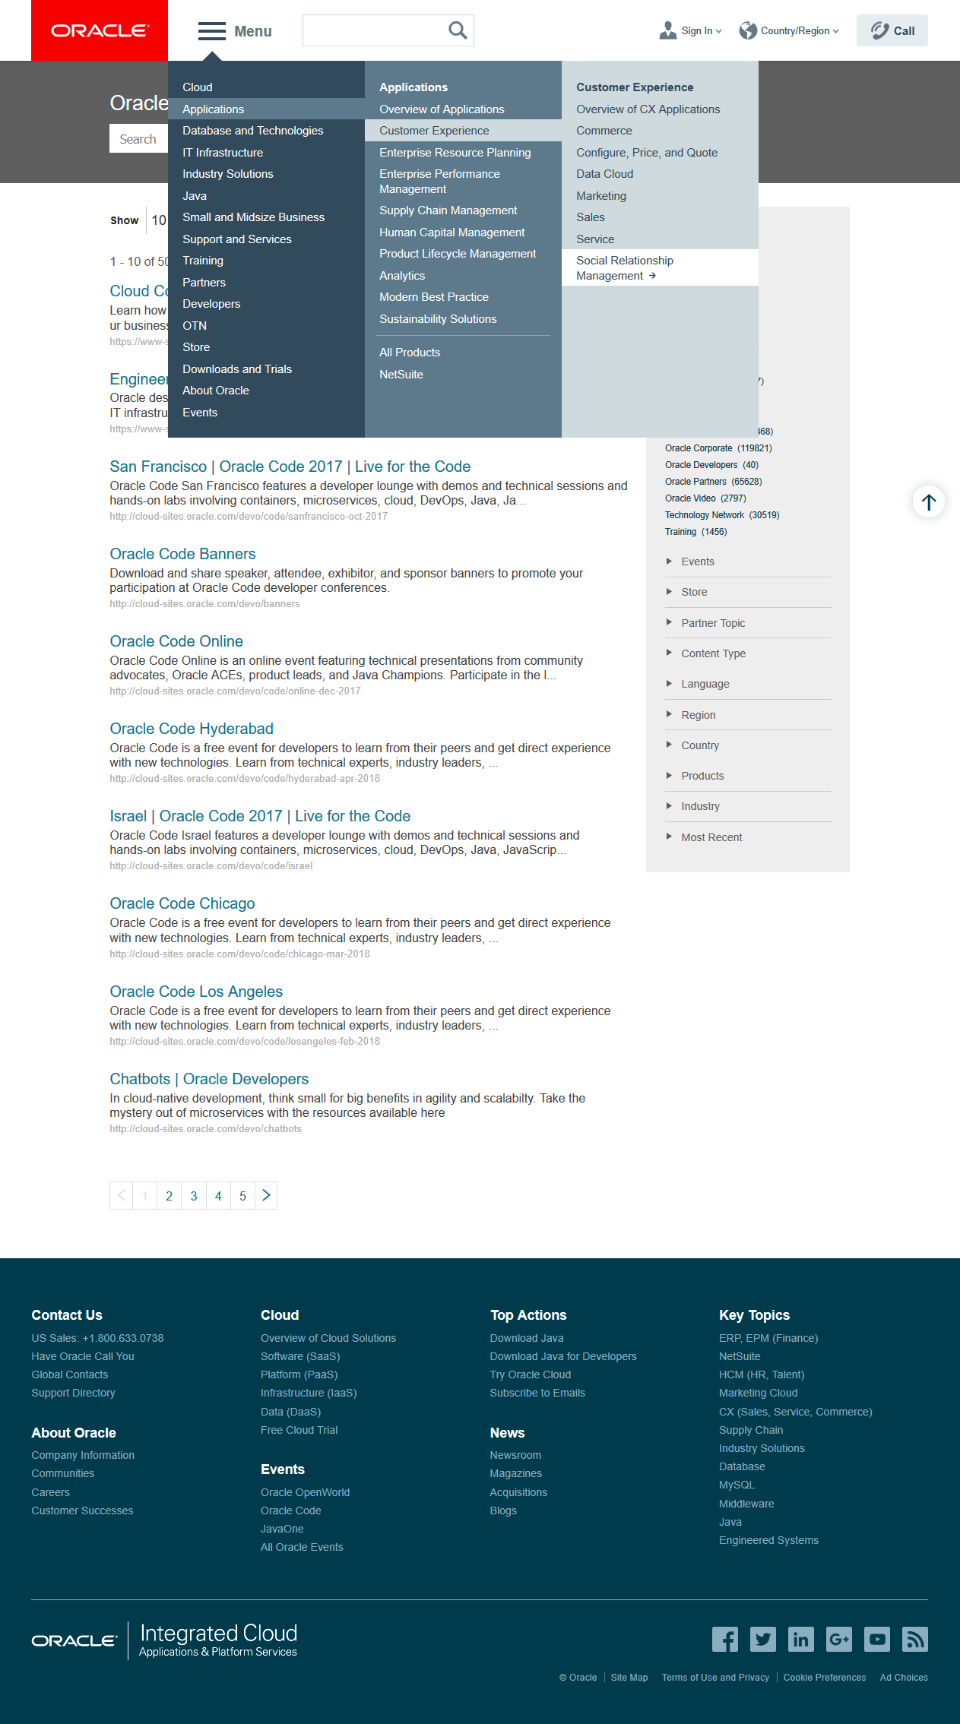 ORACLE
Menu
Sign In
Country/Region
Call
Oracle
Search
Cloud
Applications
Database and Technologies
IT Infrastructure
Industry Solutions
Java
Small and Midsize Business
Support and Services
Training
Partners
Developers
OTN
Store
Downloads and Trials
About Oracle
Events
Applications
Overview of Applications
Customer Experience
Enterprise Resource Planning
Enterprise Performance
Management
Supply Chain Management
Human Capital Management
Product Lifecycle Management
Analytics
Modern Best Practice
Sustainability Solutions
All Products
NetSuite
Customer Experience
Overview of CX Applications
Commerce
Configure, Price, and Quote
Data Cloud
Marketing
Sales
Service
Social Relationship
Management →
Show 10
1 - 10 of
Cloud
Learn how
ur
https://www-
Oracle
IT
https://www-
San Francisco | Oracle Code 2017 | Live for the Code
Oracle Code San Francisco features a developer lounge with demos and technical sessions and
hands-on labs involving containers, microservices, cloud, DevOps, Java, Ja...
http://cloud-sites.oracle.com/devo/code/sanfrancisco-oct-2017
Oracle Code Banners
Download and share speaker, attendee, exhibitor, and sponsor banners to promote your
participation at Oracle Code developer conferences.
http://cloud-sites.oracle.com/devo/banners
Oracle Code Online
Oracle Code Online is an online event featuring technical presentations from community
advocates, Oracle ACEs, product leads, and Java Champions. Participate in the I...
http://cloud-sites.oracle.com/devo/code/online-dec-2017
Oracle Code Hyderabad
Oracle Code is a free event for developers to learn from their peers and get direct experience
with new technologies. Learn from technical experts, industry leaders, ...
http://cloud-sites.oracle.com/devo/code/hyderabad-apr-2018
Israel | Oracle Code 2017 | Live for the Code
Oracle Code Israel features a developer lounge with demos and technical sessions and
hands-on labs involving containers, microservices, cloud, DevOps, Java, JavaScrip...
http://cloud-sites.oracle.com/devo/code/israel
Oracle Code Chicago
Oracle Code is a free event for developers to learn from their peers and get direct experience
with new technologies. Learn from technical experts, industry leaders, ...
http://cloud-sites.oracle.com/devo/code/chicago-mar-2018
Oracle Code Los Angeles
Oracle Code is a free event for developers to learn from their peers and get direct experience
with new technologies. Learn from technical experts, industry leaders, ...
http://cloud-sites.oracle.com/devo/code/losangeles-feb-2018
Chatbots | Oracle Developers
In cloud-native development, think small for big benefits in agility and scalabilty. Take the
mystery out of microservices with the resources available here
http://cloud-sites.oracle.com/devo/chatbots
1 2 3 4 5
7)
468)
Oracle Corporate (119821)
Oracle Developers (40)
Oracle Partners (65628)
Oracle Video (2797)
Technology Network (30519)
Training (1456)
Events
Store
Partner Topic
Content Type
Language
Region
Country
Products
Industry
Most Recent
Contact Us
US Sales: +1.800.633.0738
Have Oracle Call You
Global Contacts
Support Directory
About Oracle
Company Information
Communities
Careers
Customer Successes
Cloud
Overview of Cloud Solutions
Software (SaaS)
Platform (PaaS)
Infrastructure (IaaS)
Data (DaaS)
Free Cloud Trial
Events
Oracle OpenWorld
Oracle Code
JavaOne
All Oracle Events
Top Actions
Download Java
Download Java for Developers
Try Oracle Cloud
Subscribe to Emails
News
Newsroom
Magazines
Acquisitions
Blogs
Key Topics
ERP, EPM (Finance)
NetSuite
HCM (HR, Talent)
Marketing Cloud
CX (Sales, Service, Commerce)
Supply Chain
Industry Solutions
Database
MySQL
Middleware
Java
Engineered Systems
ORACLE
Integrated Cloud
Applications & Platform Services
© Oracle | Site Map Terms of Use and Privacy | Cookie Preferences Ad Choices